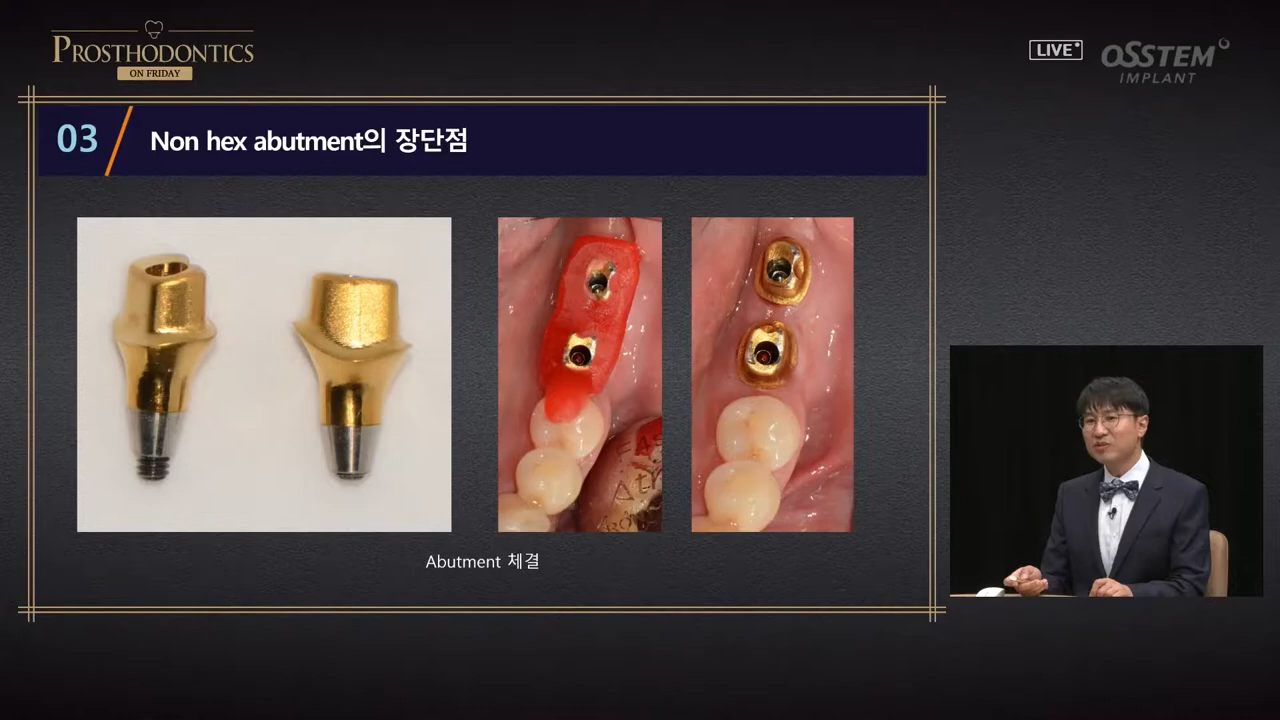 PROSTHODONTICS
ON FRIDAY
LIVE
OSSTEM
IMPLANT
03
Non hex abutment의 장단점
Abutment 체결